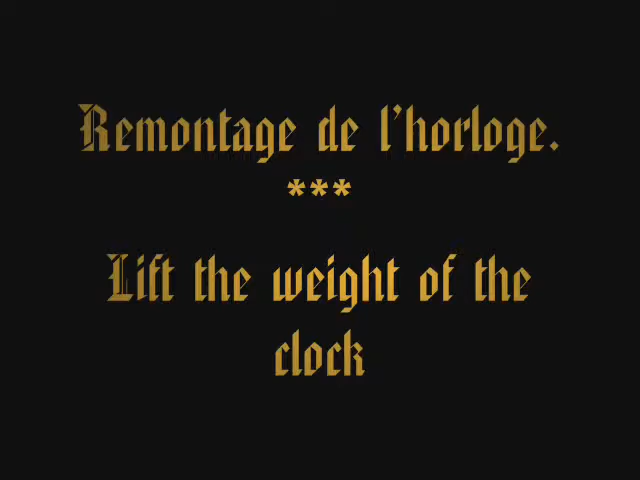 Remontage de l'horloge.
***
Lift the weight of the
clock